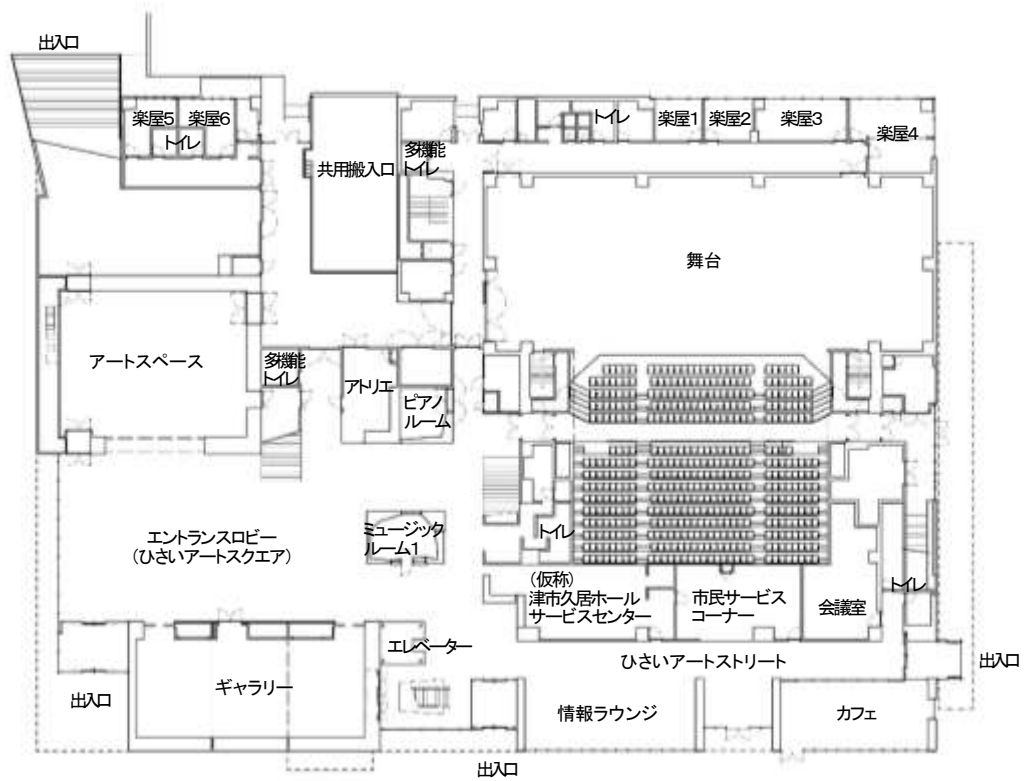 出入口
楽屋5
楽屋6
トイレ
共用搬入口
多機能
トイレ
トイレ
楽屋1
楽屋2
楽屋3
楽屋4
舞台
アートスペース
多機能
トイレ
アトリエ
ピアノ
ルーム
エントランスロビー
(ひさいアートスクエア)
ミュージック
ルーム1
トイレ
(仮称)
津市久居ホール
サービスセンター
市民サービス
コーナー
会議室
トイレ
エレベーター
ひさいアートストリート
出入口
出入口
ギャラリー
情報ラウンジ
カフェ
出入口